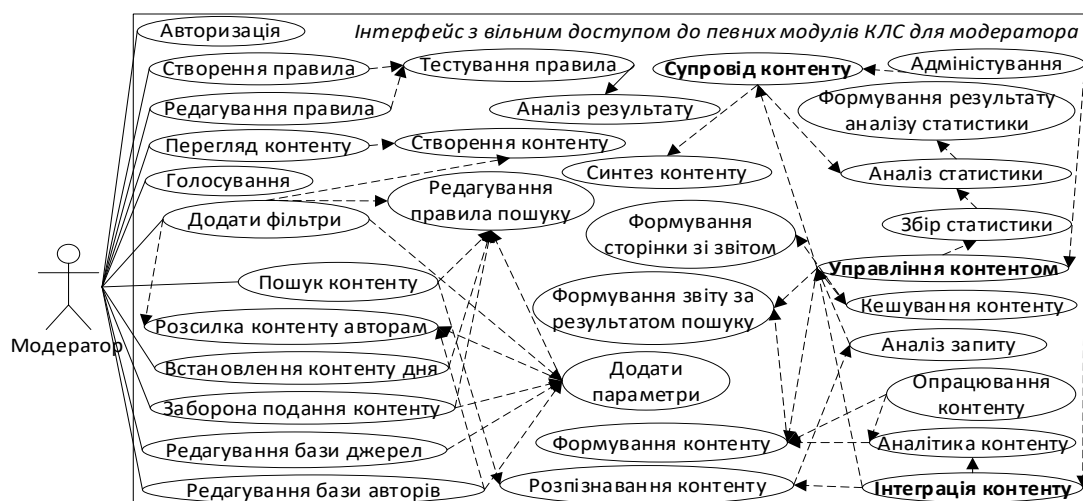 Інтерфейс з вільним доступом до певних модулів КЛС для модератора
Авторизація
Створення правила
Тестування правила
Супровід контенту
Адміністування
Редагування правила
Аналіз результату
Формування результату
аналізу статистики
Перегляд контенту
Створення контенту
Синтез контенту
Аналіз статистики
Голосування
Редагування
правила пошуку
Додати фільтри
Формування
сторінки зі звітом
Збір статистики
Управління контентом
Пошук контенту
Формування звіту за
результатом пошуку
Кешування контенту
Розсилка контенту авторам
Аналіз запиту
Модератор
Встановлення контенту дня
Додати
параметри
Опрацювання
контенту
Заборона подання контенту
Формування контенту
Аналітика контенту
Редагування бази джерел
Розпізнавання контенту
Інтеграція контенту
Редагування бази авторів